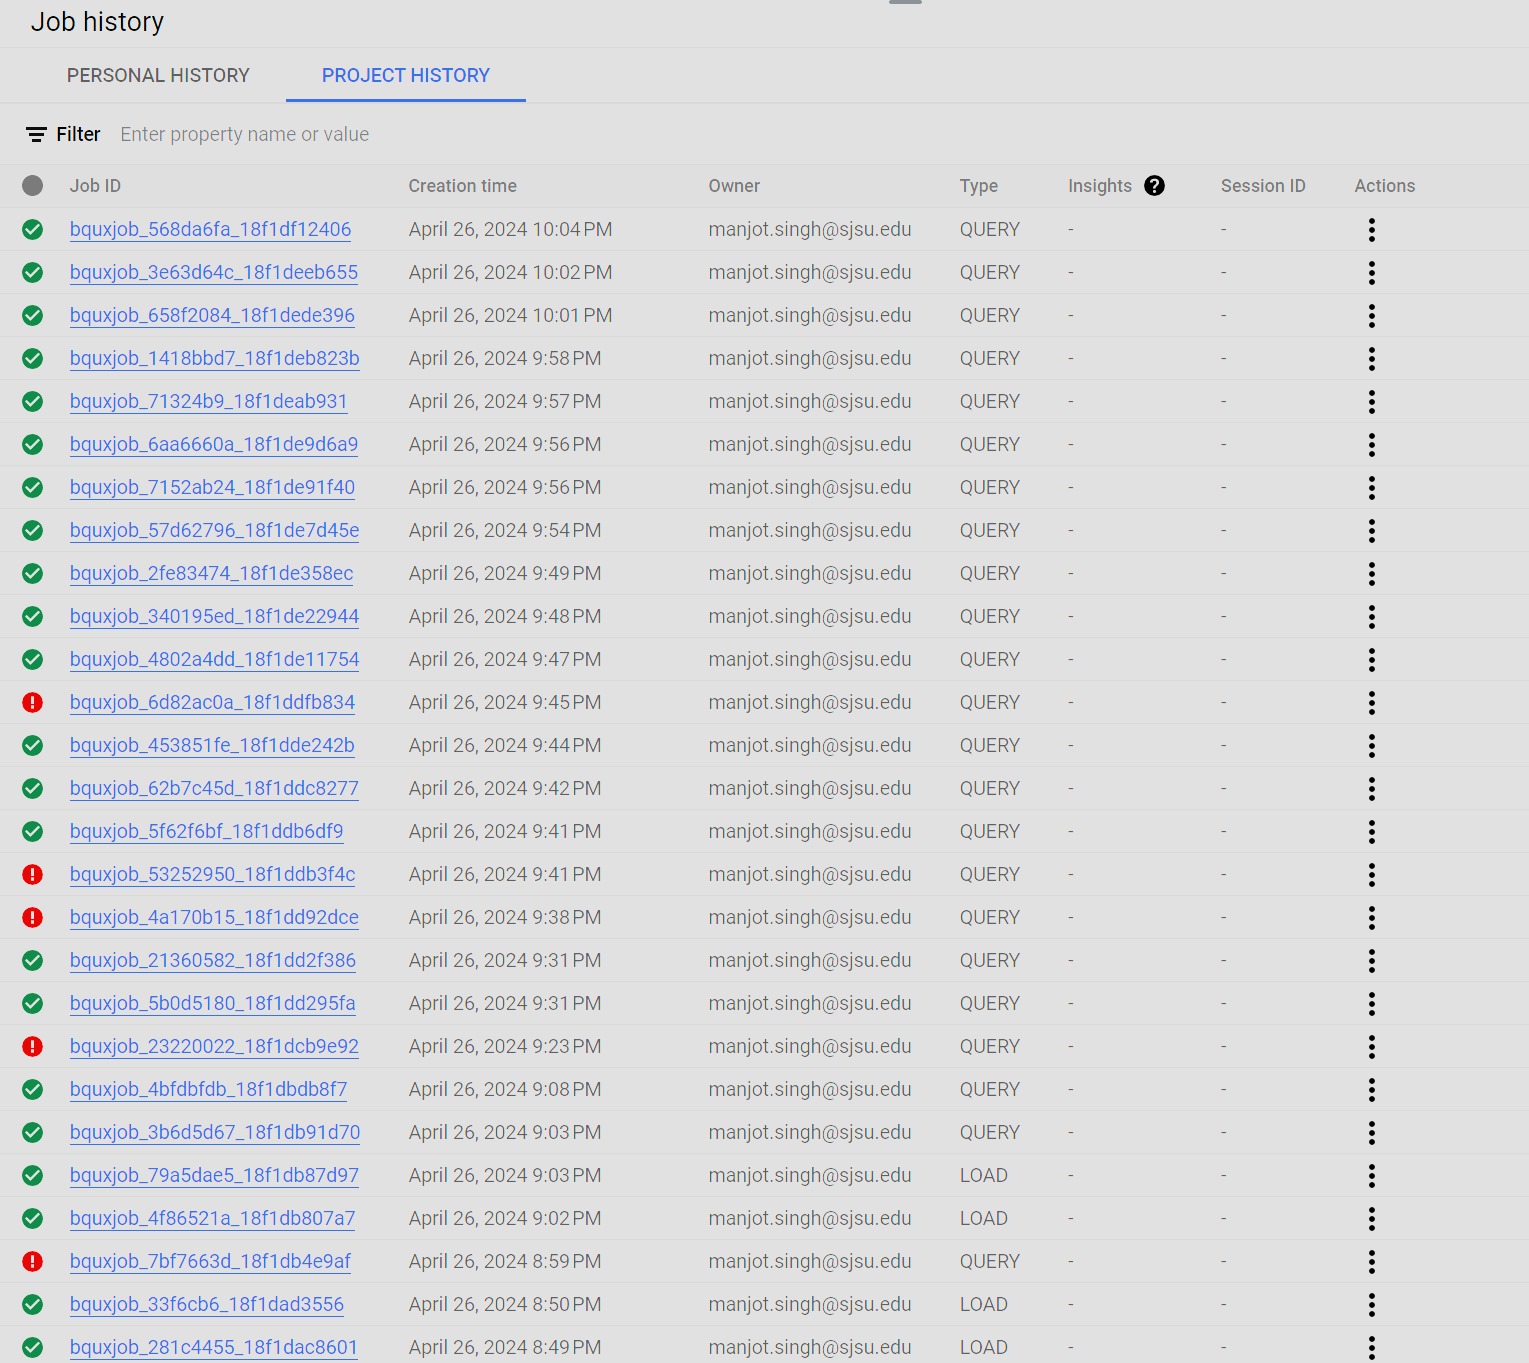 Job history
PERSONAL HISTORY PROJECT HISTORY
Filter Enter property name or value
Job ID Creation time Owner Type Insights ? Session ID Actions
bquxjob_568da6fa_18f1df12406 April 26, 2024 10:04 PM manjot.singh@sjsu.edu QUERY - -
bquxjob_3e63d64c_18f1deeb655 April 26, 2024 10:02 PM manjot.singh@sjsu.edu QUERY - -
bquxjob_658f2084_18f1dede396 April 26, 2024 10:01 PM manjot.singh@sjsu.edu QUERY - -
bquxjob_1418bbd7_18f1deb823b April 26, 2024 9:58 PM manjot.singh@sjsu.edu QUERY - -
bquxjob_71324b9_18f1deab931 April 26, 2024 9:57 PM manjot.singh@sjsu.edu QUERY - -
bquxjob_6aa6660a_18f1de9d6a9 April 26, 2024 9:56 PM manjot.singh@sjsu.edu QUERY - -
bquxjob_7152ab24_18f1de91f40 April 26, 2024 9:56 PM manjot.singh@sjsu.edu QUERY - -
bquxjob_57d62796_18f1de7d45e April 26, 2024 9:54 PM manjot.singh@sjsu.edu QUERY - -
bquxjob_2fe83474_18f1de358ec April 26, 2024 9:49 PM manjot.singh@sjsu.edu QUERY - -
bquxjob_340195ed_18f1de22944 April 26, 2024 9:48 PM manjot.singh@sjsu.edu QUERY - -
bquxjob_4802a4dd_18f1de11754 April 26, 2024 9:47 PM manjot.singh@sjsu.edu QUERY - -
bquxjob_6d82ac0a_18f1ddfb834 April 26, 2024 9:45 PM manjot.singh@sjsu.edu QUERY - -
bquxjob_453851fe_18f1dde242b April 26, 2024 9:44 PM manjot.singh@sjsu.edu QUERY - -
bquxjob_62b7c45d_18f1ddc8277 April 26, 2024 9:42 PM manjot.singh@sjsu.edu QUERY - -
bquxjob_5f62f6bf_18f1ddb6df9 April 26, 2024 9:41 PM manjot.singh@sjsu.edu QUERY - -
bquxjob_53252950_18f1ddb3f4c April 26, 2024 9:41 PM manjot.singh@sjsu.edu QUERY - -
bquxjob_4a170b15_18f1dd92dce April 26, 2024 9:38 PM manjot.singh@sjsu.edu QUERY - -
bquxjob_21360582_18f1dd2f386 April 26, 2024 9:31 PM manjot.singh@sjsu.edu QUERY - -
bquxjob_5b0d5180_18f1dd295fa April 26, 2024 9:31 PM manjot.singh@sjsu.edu QUERY - -
bquxjob_23220022_18f1dcb9e92 April 26, 2024 9:23 PM manjot.singh@sjsu.edu QUERY - -
bquxjob_4bfdbfdb_18f1dbdb8f7 April 26, 2024 9:08 PM manjot.singh@sjsu.edu QUERY - -
bquxjob_3b6d5d67_18f1db91d70 April 26, 2024 9:03 PM manjot.singh@sjsu.edu QUERY - -
bquxjob_79a5dae5_18f1db87d97 April 26, 2024 9:03 PM manjot.singh@sjsu.edu LOAD - -
bquxjob_4f86521a_18f1db807a7 April 26, 2024 9:02 PM manjot.singh@sjsu.edu LOAD - -
bquxjob_7bf7663d_18f1db4e9af April 26, 2024 8:59 PM manjot.singh@sjsu.edu QUERY - -
bquxjob_33f6cb6_18f1dad3556 April 26, 2024 8:50 PM manjot.singh@sjsu.edu LOAD - -
bquxjob_281c4455_18f1dac8601 April 26, 2024 8:49 PM manjot.singh@sjsu.edu LOAD - -